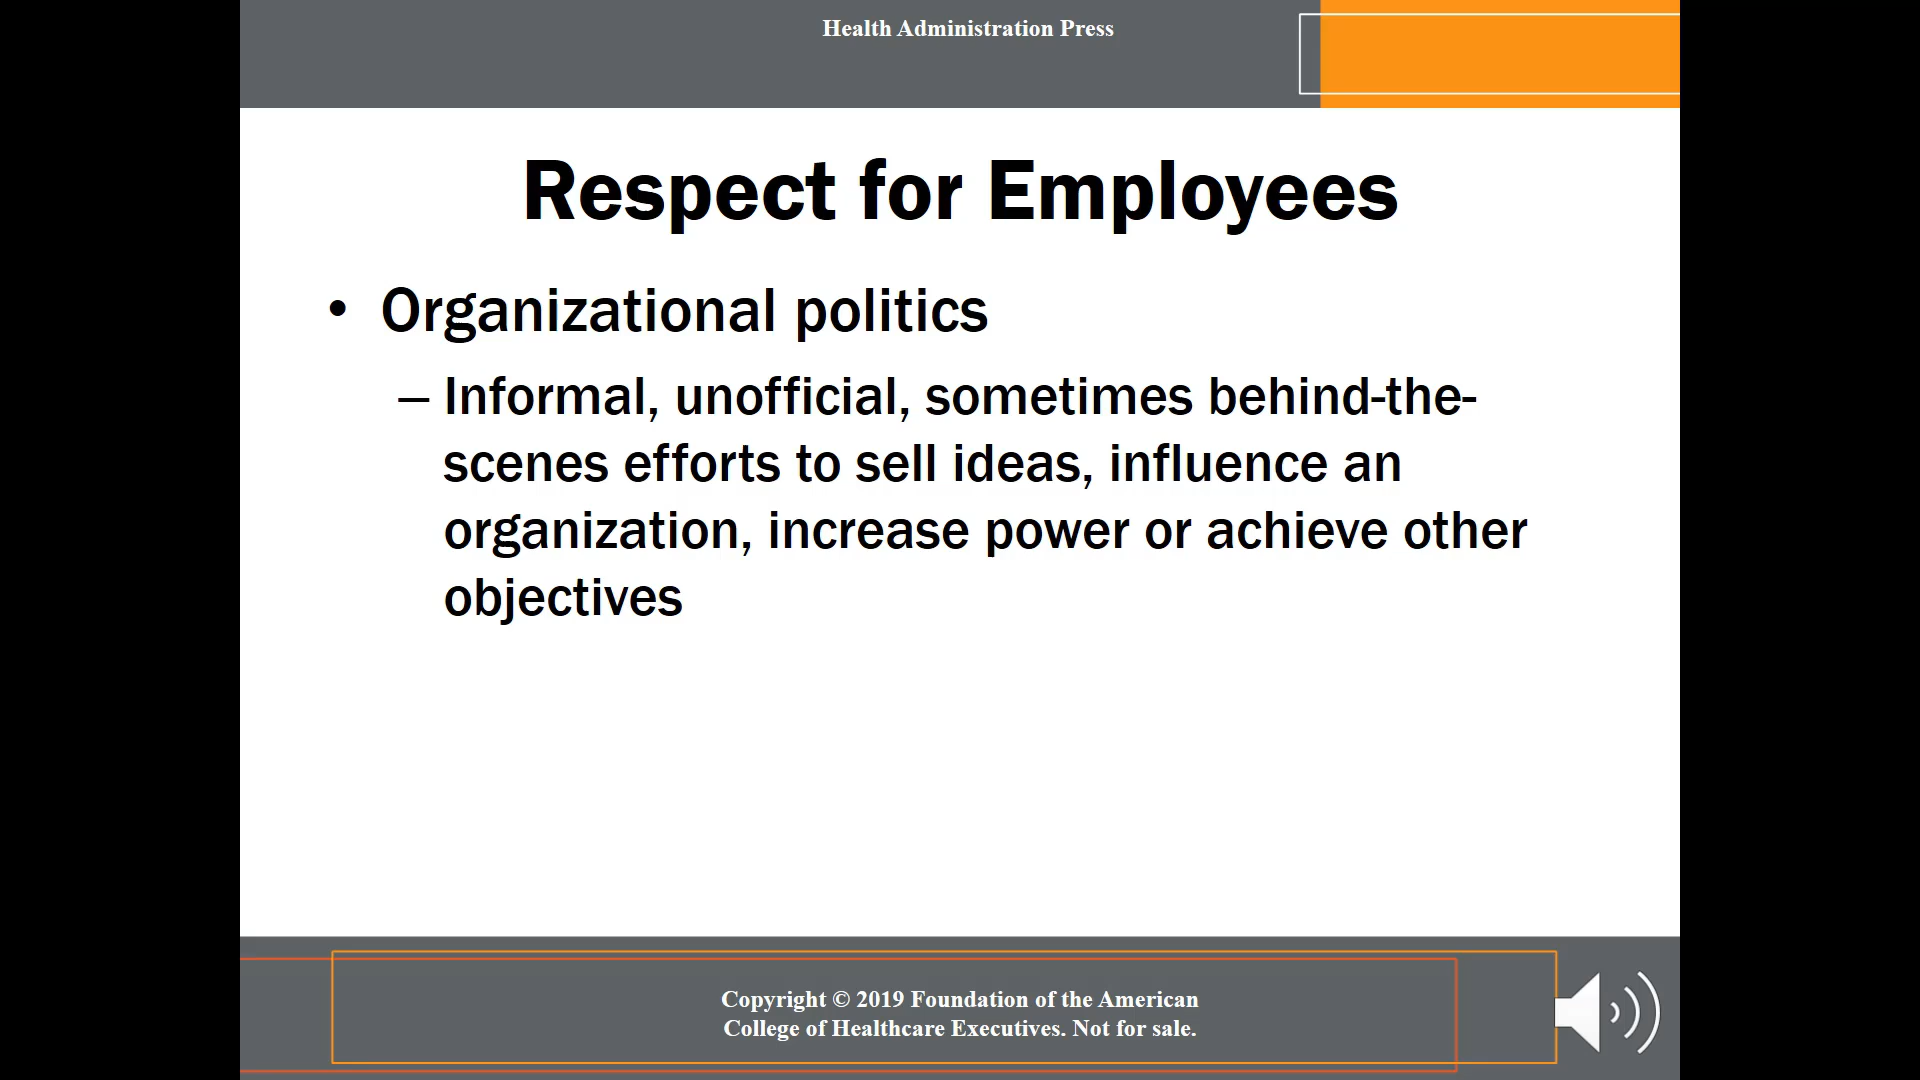 Health Administration Press
Respect for Employees
• Organizational politics
– Informal, unofficial, sometimes behind-the-
scenes efforts to sell ideas, influence an
organization, increase power or achieve other
objectives
Copyright © 2019 Foundation of the American
College of Healthcare Executives. Not for sale.